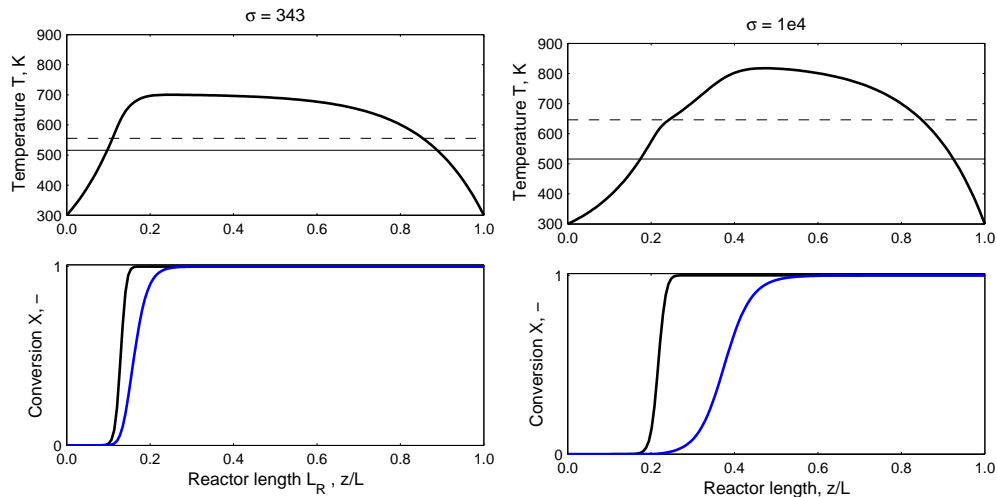 σ = 343
Temperature T, K
900
800
700
600
500
400
300
0.0 0.2 0.4 0.6 0.8 1.0
Conversion X, –
1
0
0.0 0.2 0.4 0.6 0.8 1.0
Reactor length L_R , z/L
σ = 1e4
Temperature T, K
900
800
700
600
500
400
300
0.0 0.2 0.4 0.6 0.8 1.0
Conversion X, –
1
0
0.0 0.2 0.4 0.6 0.8 1.0
Reactor length, z/L